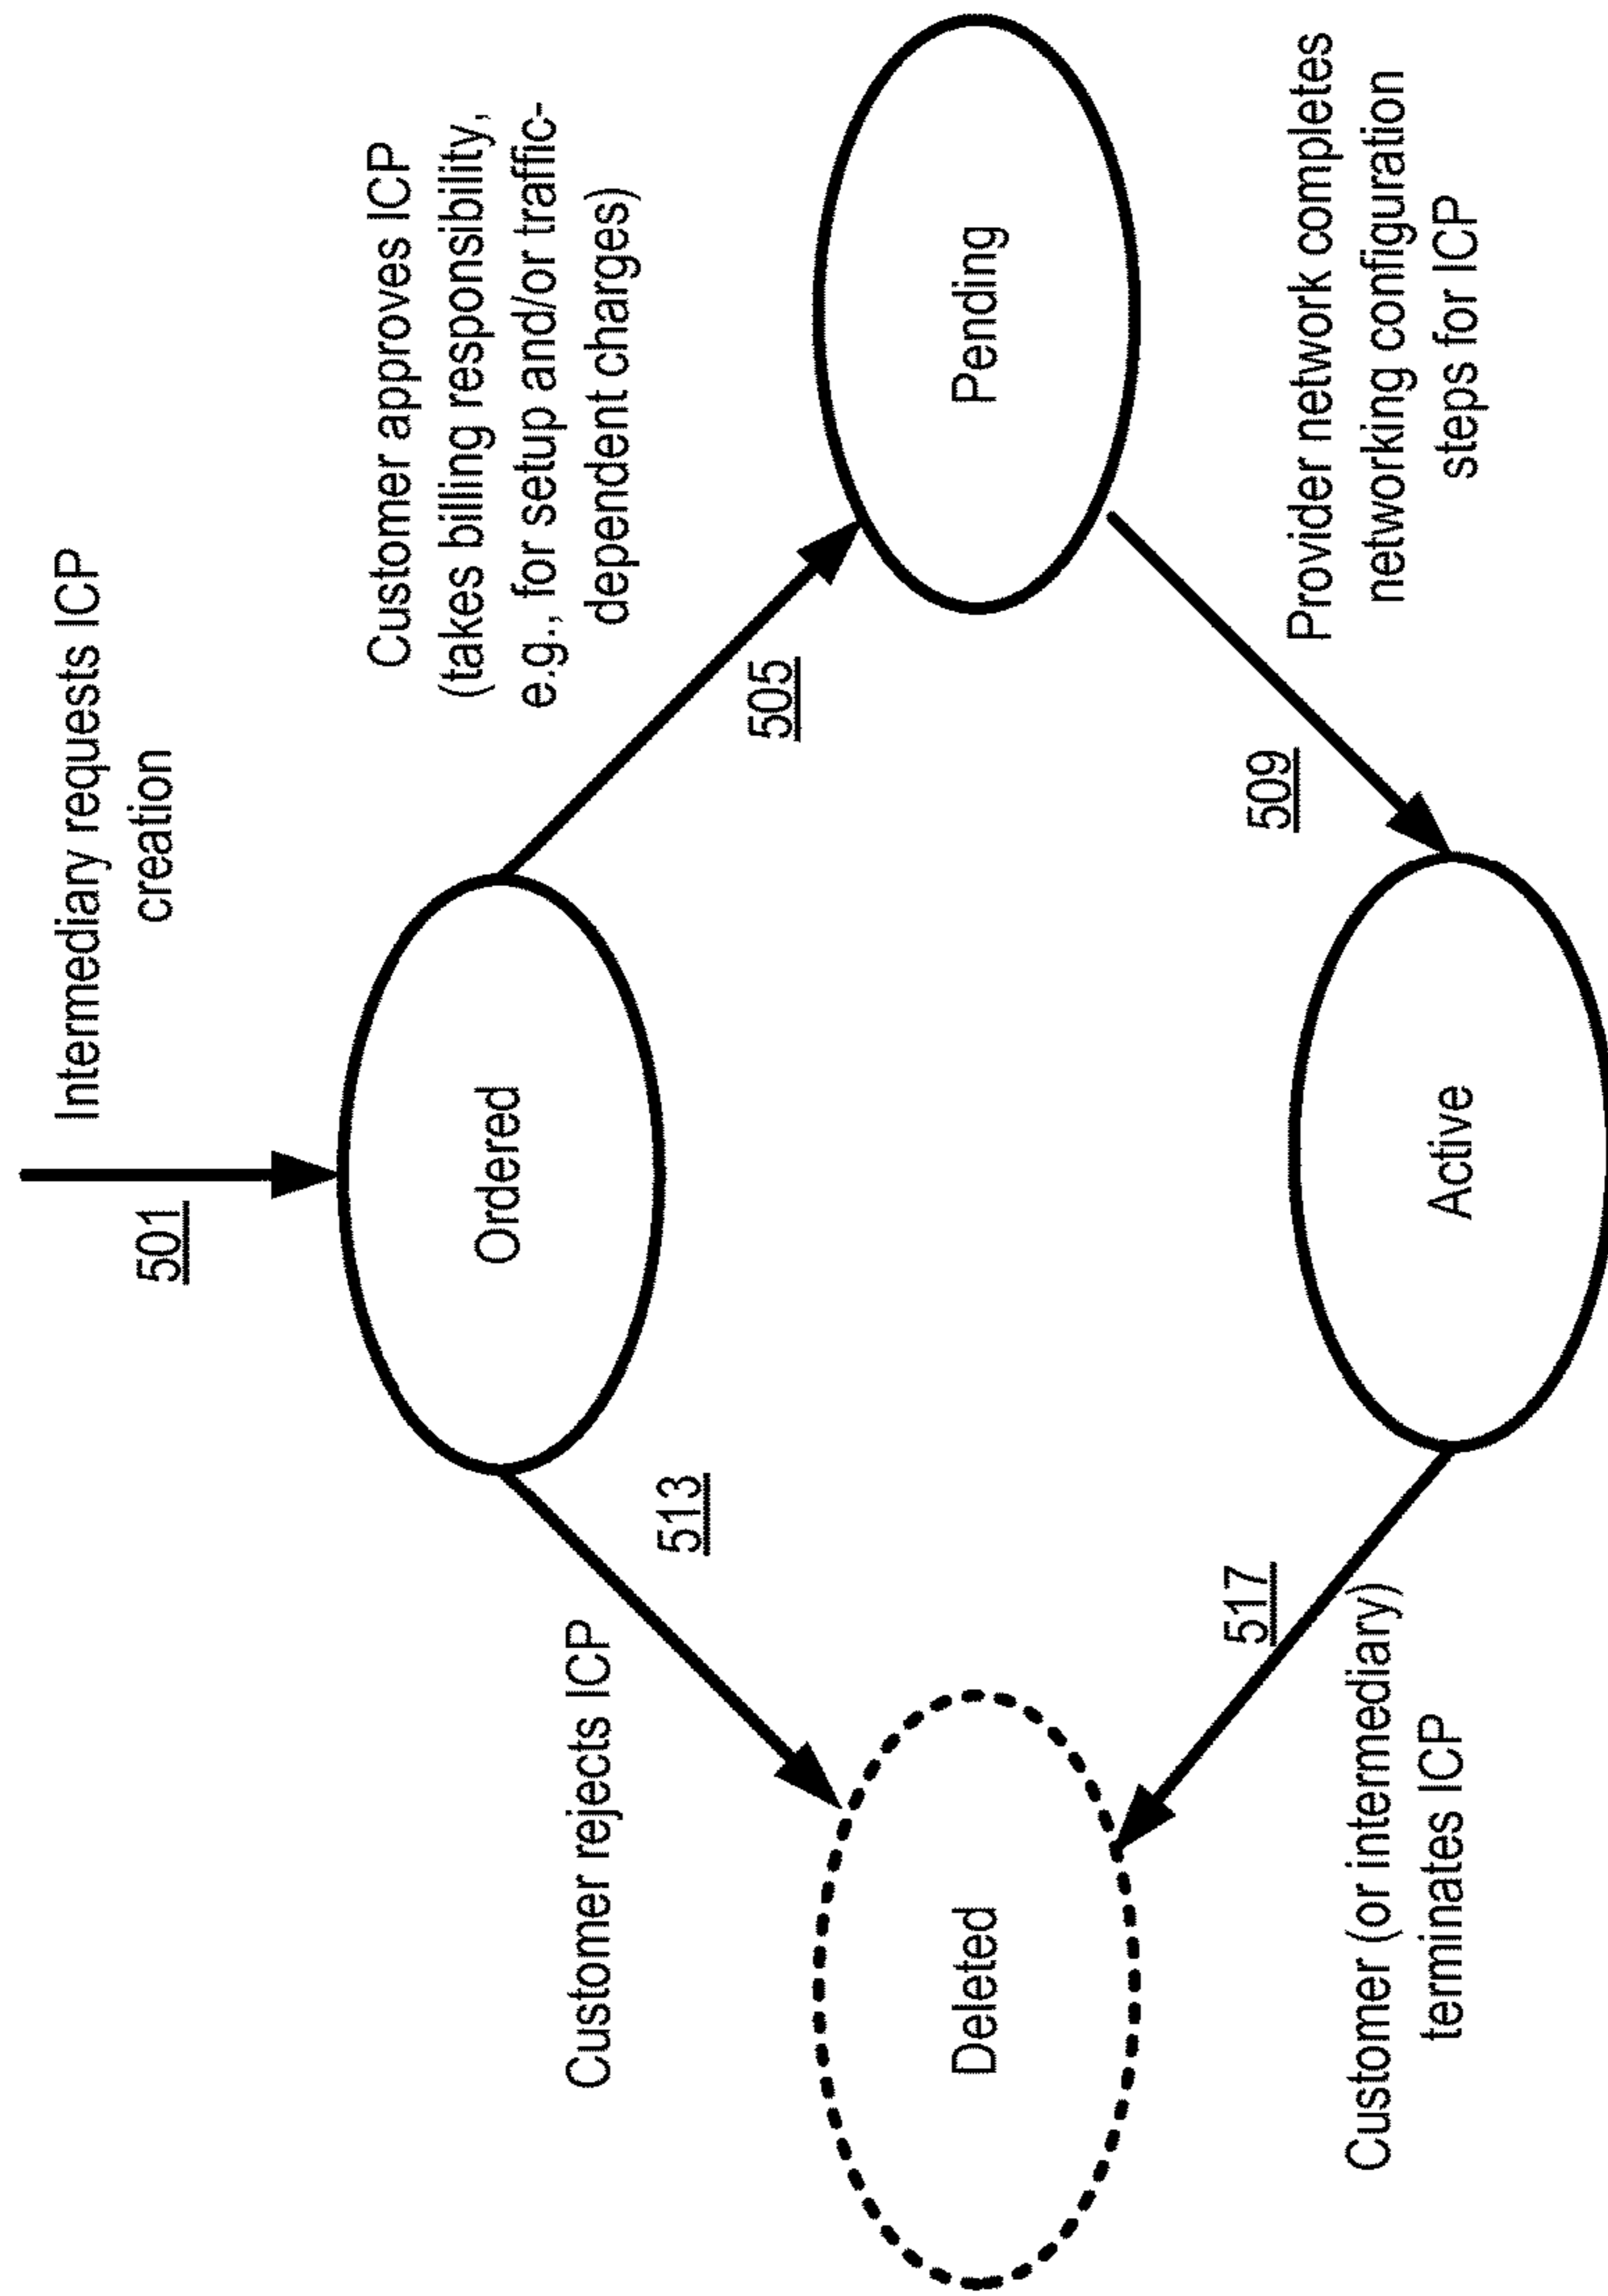 Intermediary requests ICP
creation
501
Ordered
Customer approves ICP
(takes billing responsibility,
e.g., for setup and/or traffic-
dependent charges)
505
Customer rejects ICP
513
Deleted
Pending
517
509
Customer (or intermediary)
terminates ICP
Active
Provider network completes
networking configuration
steps for ICP